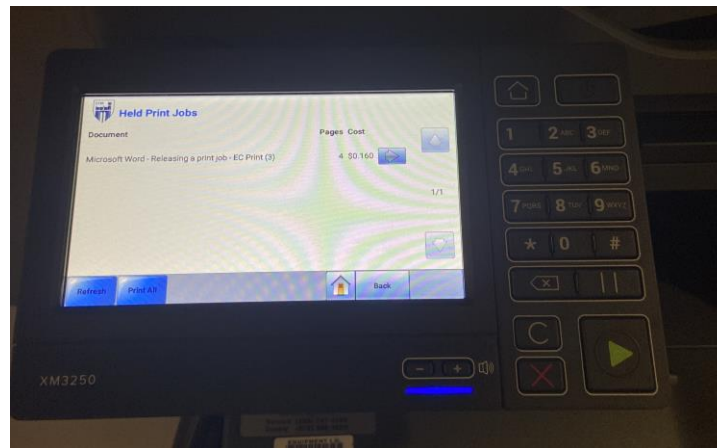 Held Print Jobs
Document Pages Cost
Microsoft Word - Releasing a print job - EC Print (3) 4 $0.160
1/1
Refresh Print All Back
1 2 ABC 3 DEF
4 GHI 5 JKL 6 MNO
7 PQRS 8 TUV 9 WXYZ
* 0 #
C
XM3250
- +